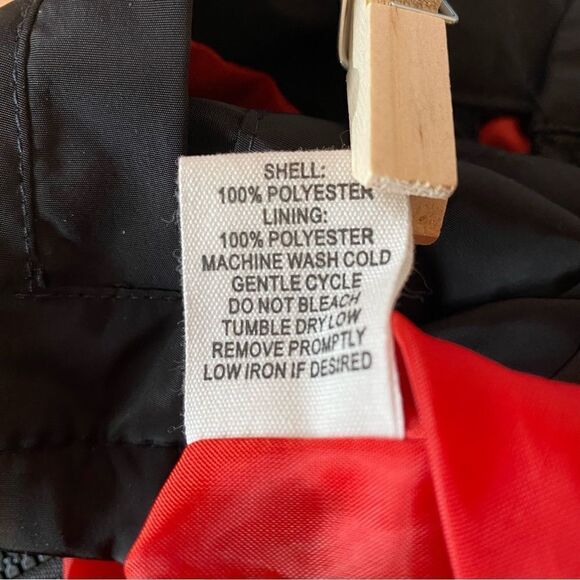 SHELL:
100% POLYESTER
LINING:
100% POLYESTER
MACHINE WASH COLD
GENTLE CYCLE
DO NOT BLEACH
TUMBLE DRY LOW
REMOVE PROMPTLY
LOW IRON IF DESIRED